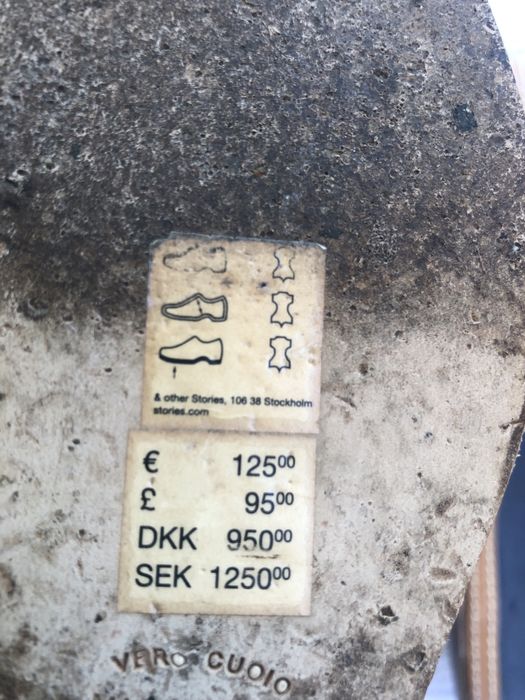 & other Stories, 106 38 Stockholm
stories.com
€ 125⁰⁰
£ 95⁰⁰
DKK 950⁰⁰
SEK 1250⁰⁰
VERO CUOIO